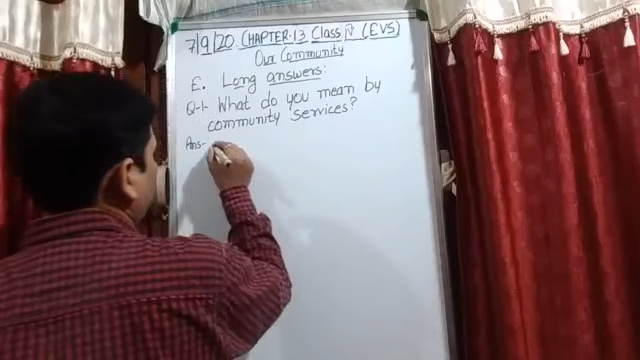 7/9/20 CHAPTER-13 Class IV (EVS)
Our Community
E. Long answers:
Q-1- What do you mean by
community services?
Ans-